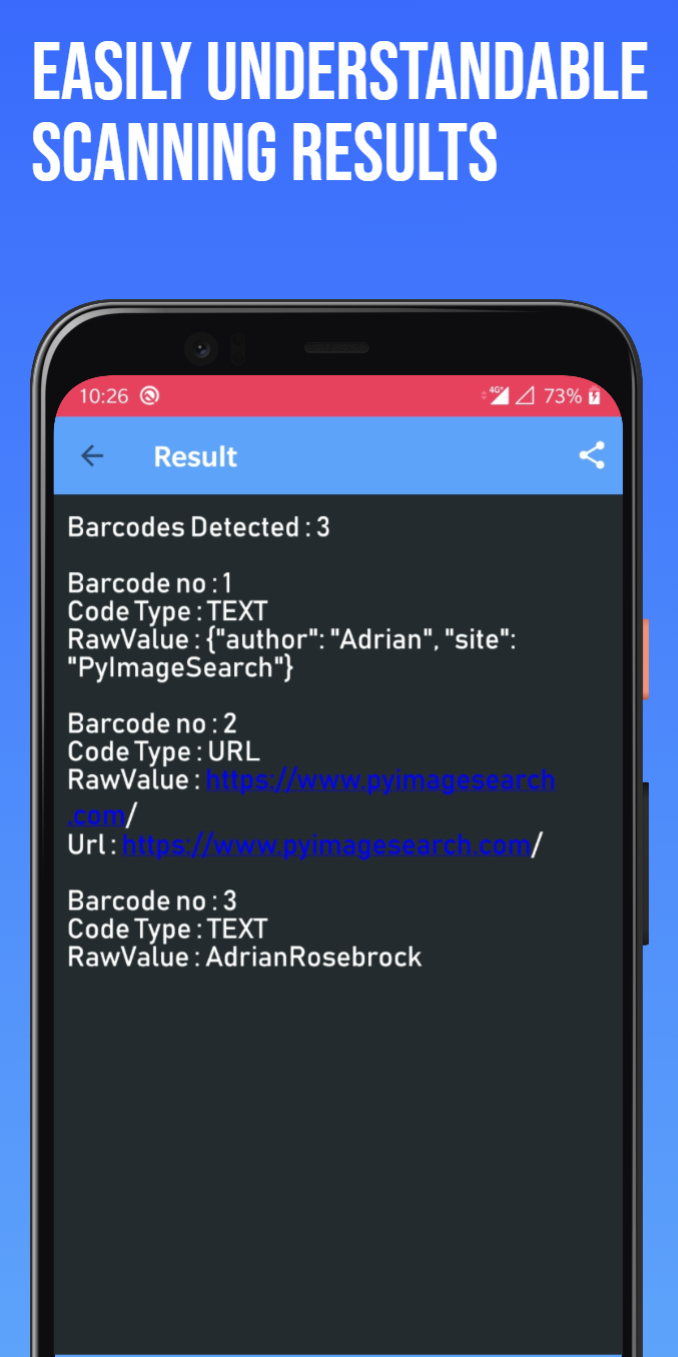 EASILY UNDERSTANDABLE
SCANNING RESULTS
10:26
4G+
73%
Result
Barcodes Detected : 3
Barcode no : 1
Code Type : TEXT
RawValue : {"author": "Adrian", "site":
"PyImageSearch"}
Barcode no : 2
Code Type : URL
RawValue : https://www.pyimagesearch
.com/
Url : https://www.pyimagesearch.com/
Barcode no : 3
Code Type : TEXT
RawValue : AdrianRosebrock